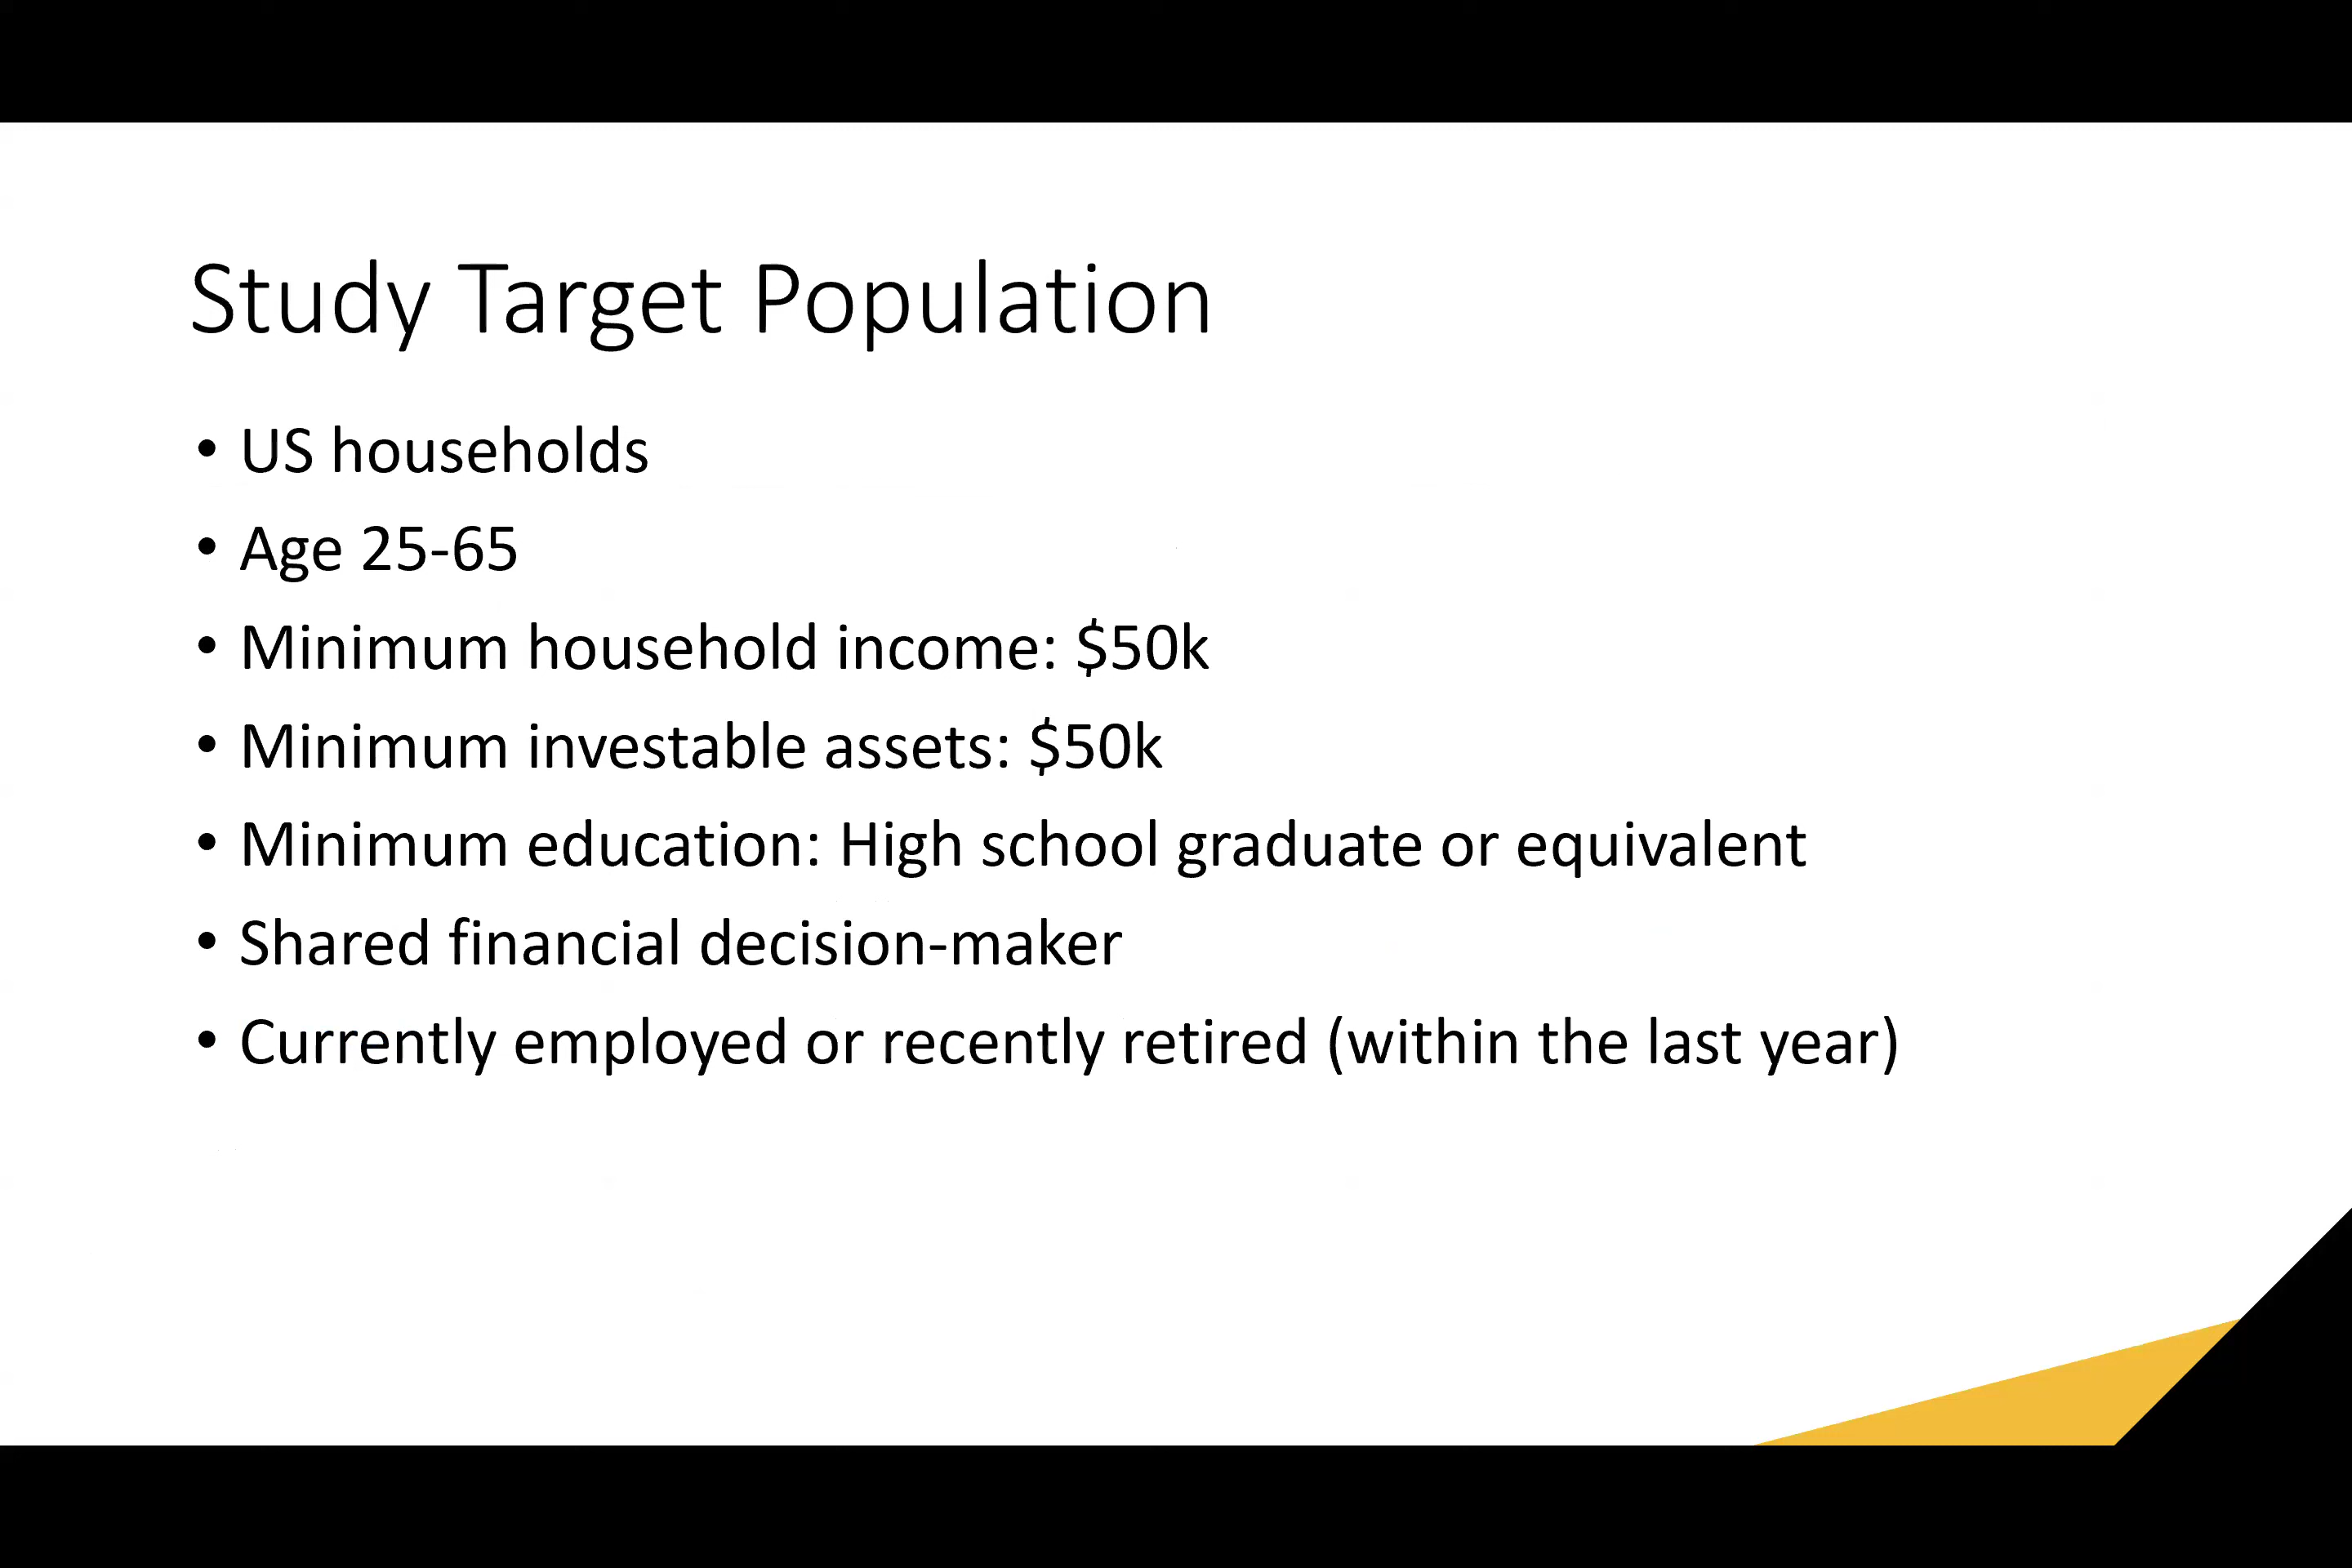 Study Target Population
• US households
• Age 25-65
• Minimum household income: $50k
• Minimum investable assets: $50k
• Minimum education: High school graduate or equivalent
• Shared financial decision-maker
• Currently employed or recently retired (within the last year)